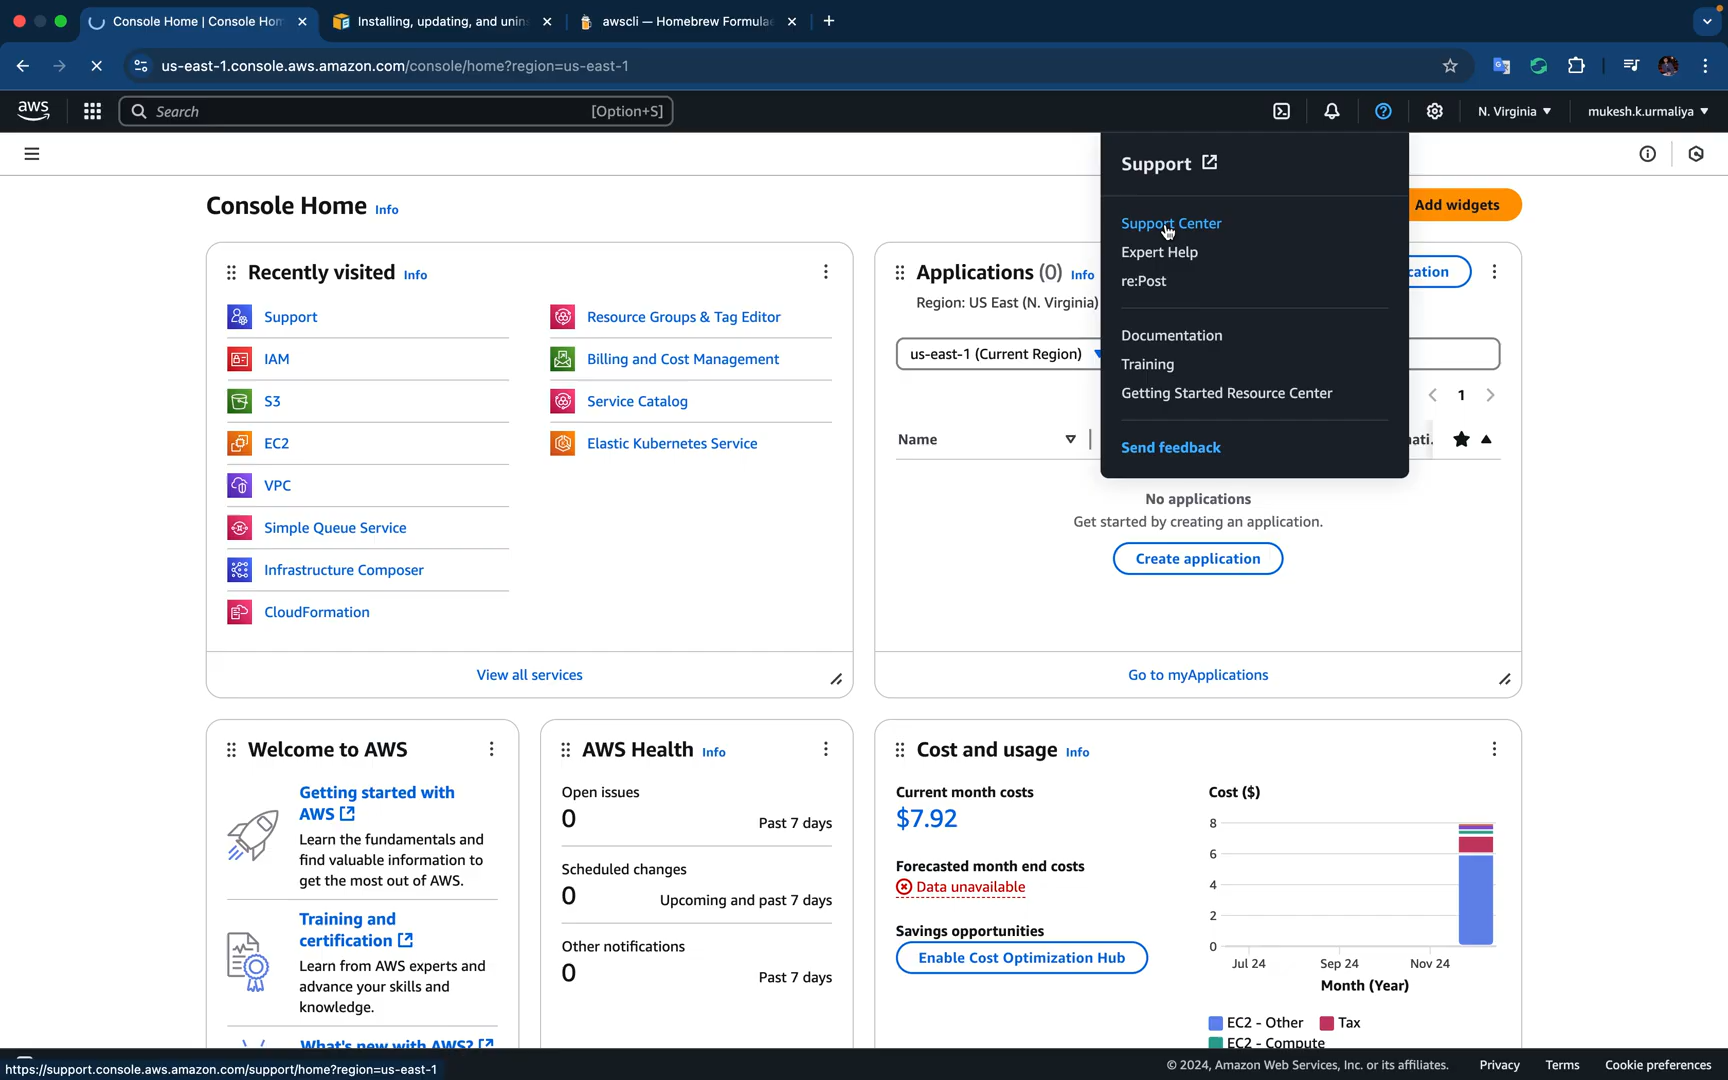 Console Home | Console Hom
Installing, updating, and unin
awscli — Homebrew Formulae
us-east-1.console.aws.amazon.com/console/home?region=us-east-1
aws
Search
[Option+S]
N. Virginia
mukesh.k.urmaliya
Support
Support Center
Expert Help
re:Post
Documentation
Training
Getting Started Resource Center
Send feedback
Console Home Info
Add widgets
Recently visited Info
Support
IAM
S3
EC2
VPC
Simple Queue Service
Infrastructure Composer
CloudFormation
Resource Groups & Tag Editor
Billing and Cost Management
Service Catalog
Elastic Kubernetes Service
View all services
Applications (0) Info
cation
Region: US East (N. Virginia)
us-east-1 (Current Region)
1
Name
nati.
No applications
Get started by creating an application.
Create application
Go to myApplications
Welcome to AWS
Getting started with
AWS
Learn the fundamentals and
find valuable information to
get the most out of AWS.
Training and
certification
Learn from AWS experts and
advance your skills and
knowledge.
What's new with AWS?
AWS Health Info
Open issues
0
Past 7 days
Scheduled changes
0
Upcoming and past 7 days
Other notifications
0
Past 7 days
Cost and usage Info
Current month costs
$7.92
Forecasted month end costs
Data unavailable
Savings opportunities
Enable Cost Optimization Hub
Cost ($)
8
6
4
2
0
Jul 24
Sep 24
Nov 24
Month (Year)
EC2 - Other
Tax
EC2 - Compute
https://support.console.aws.amazon.com/support/home?region=us-east-1
© 2024, Amazon Web Services, Inc. or its affiliates.
Privacy
Terms
Cookie preferences